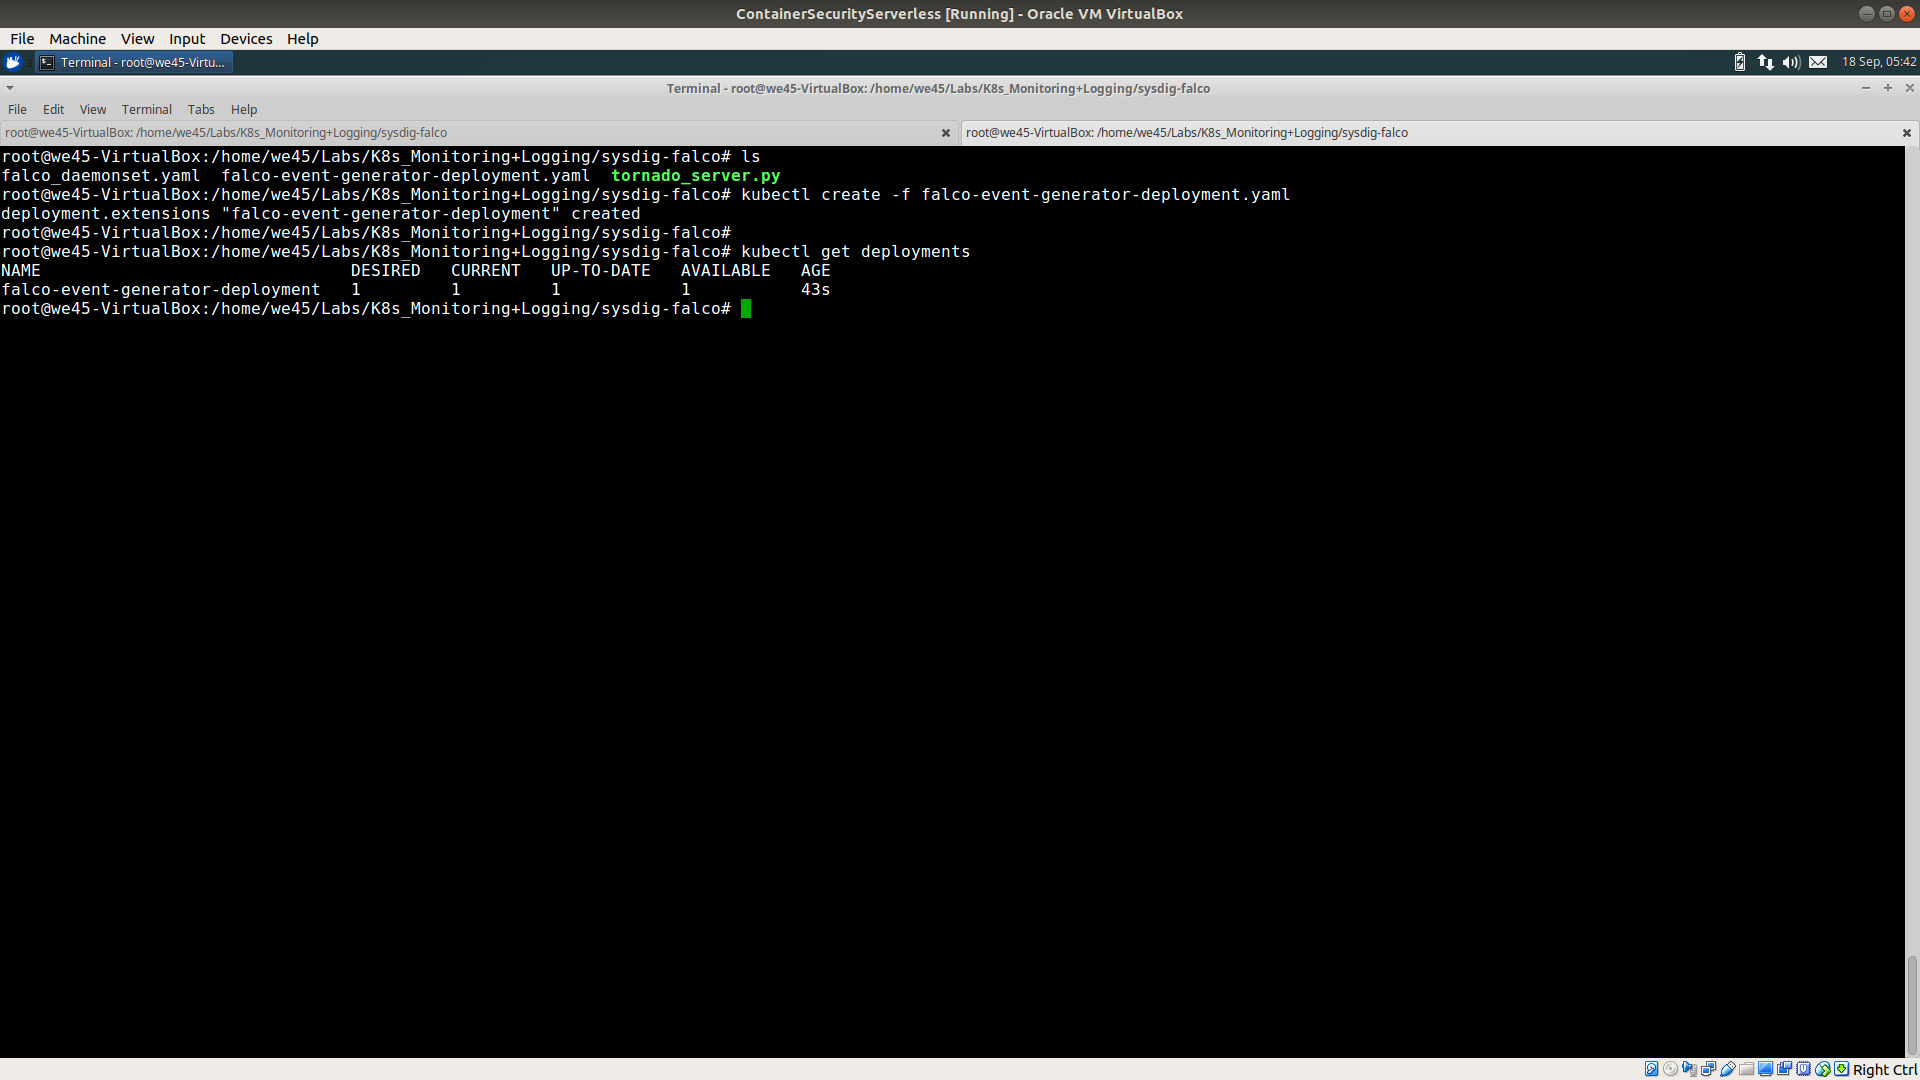 ContainerSecurityServerless [Running] - Oracle VM VirtualBox
File Machine View Input Devices Help
Terminal - root@we45-Virtu...
18 Sep, 05:42
Terminal - root@we45-VirtualBox: /home/we45/Labs/K8s_Monitoring+Logging/sysdig-falco
File Edit View Terminal Tabs Help
root@we45-VirtualBox: /home/we45/Labs/K8s_Monitoring+Logging/sysdig-falco
root@we45-VirtualBox: /home/we45/Labs/K8s_Monitoring+Logging/sysdig-falco
root@we45-VirtualBox:/home/we45/Labs/K8s_Monitoring+Logging/sysdig-falco# ls
falco_daemonset.yaml  falco-event-generator-deployment.yaml  tornado_server.py
root@we45-VirtualBox:/home/we45/Labs/K8s_Monitoring+Logging/sysdig-falco# kubectl create -f falco-event-generator-deployment.yaml
deployment.extensions "falco-event-generator-deployment" created
root@we45-VirtualBox:/home/we45/Labs/K8s_Monitoring+Logging/sysdig-falco#
root@we45-VirtualBox:/home/we45/Labs/K8s_Monitoring+Logging/sysdig-falco# kubectl get deployments
NAME                               DESIRED   CURRENT   UP-TO-DATE   AVAILABLE   AGE
falco-event-generator-deployment   1         1         1            1           43s
root@we45-VirtualBox:/home/we45/Labs/K8s_Monitoring+Logging/sysdig-falco#
Right Ctrl